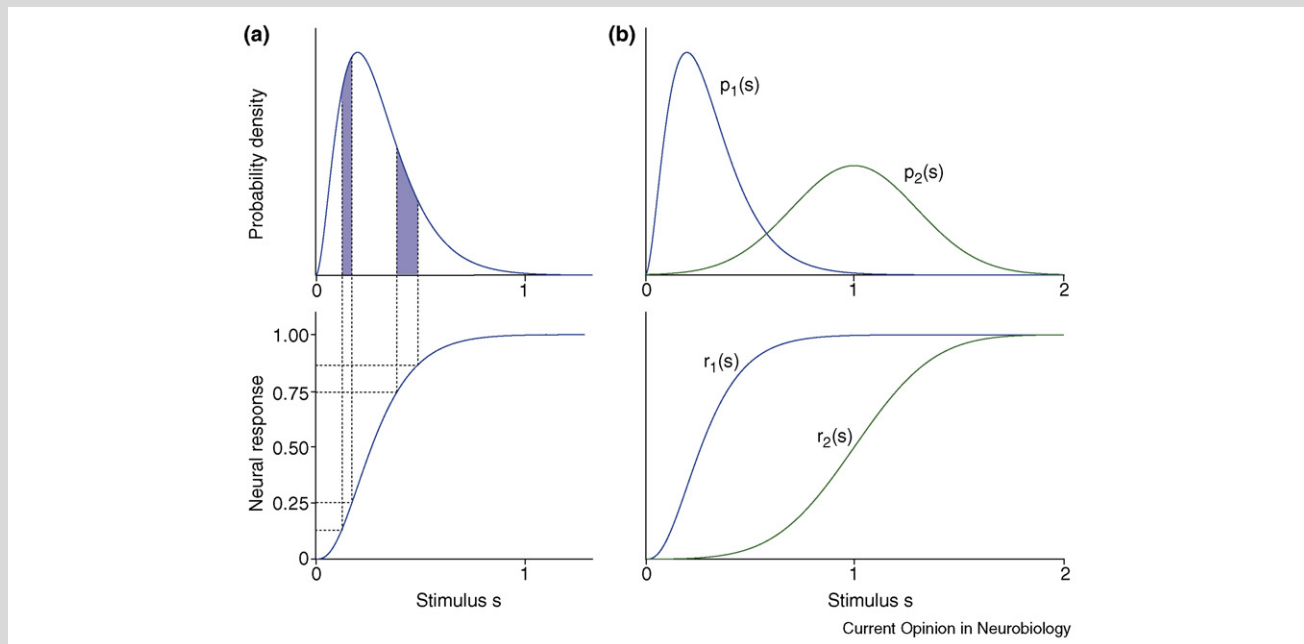 (a)
Probability density
0
1
1.00
0.75
0.50
0.25
0
Neural response
0
1
Stimulus s
(b)
p1(s)
p2(s)
0
1
2
r1(s)
r2(s)
0
1
2
Stimulus s
Current Opinion in Neurobiology